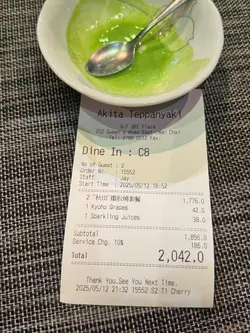 Akita Teppanyaki
Dine In : C8
No of Guest : 2
Order No : 15552
Staff : Jay
Start Time : 2025/05/12 18:52
2 1,776.0
1 Kyoho Grapes 42.0
1 Sparkling Juices 38.0
Subtotal 1,856.0
Service Chg. 10% 186.0
Total 2,042.0
Thank You.See You Next Time.
2025/05/12 21:32 15552.S2 T1 Cherry